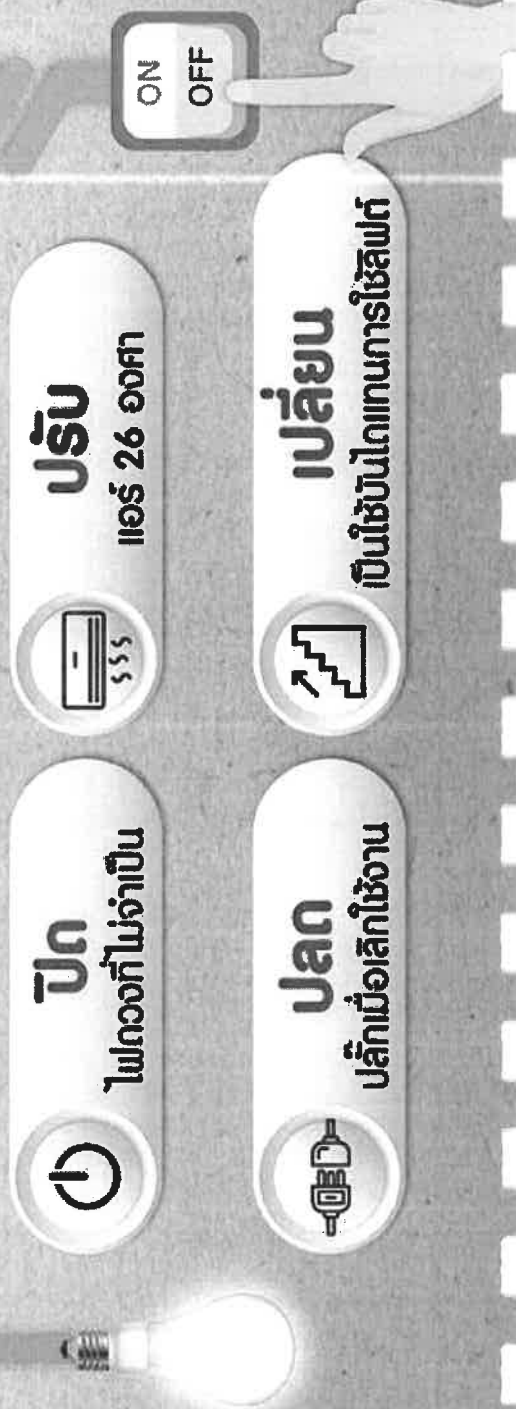 ปิด
ไฟดวงที่ไม่จำเป็น
ปรับ
แอร์ 26 องศา
ปลด
ปลั๊กเมื่อเลิกใช้งาน
เปลี่ยน
เป็นใช้บันไดแทนการใช้ลิฟต์
ON
OFF